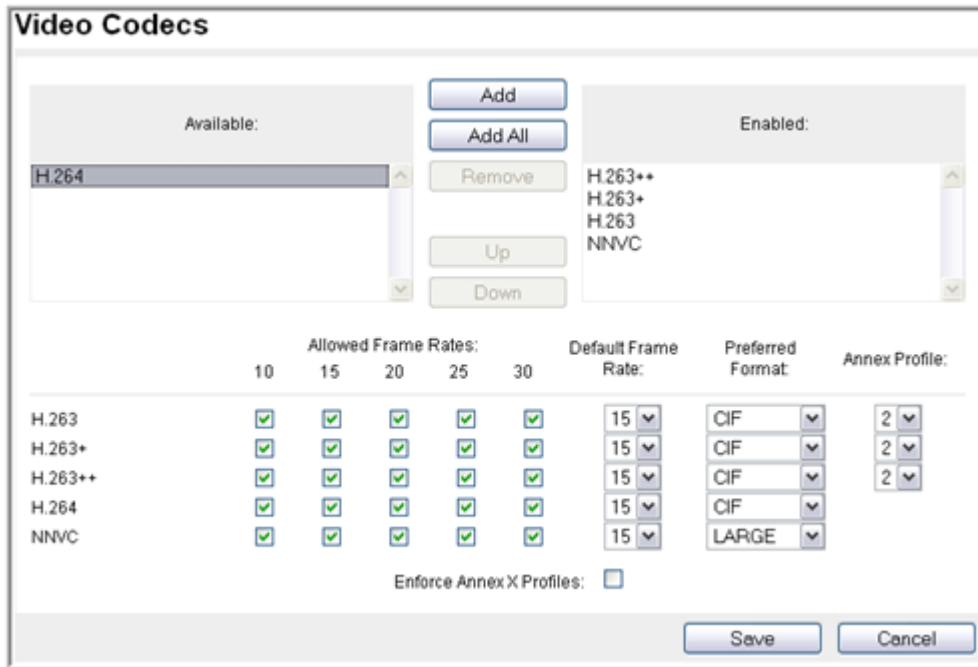 Video Codecs
Available:
Add
Add All
Remove
Up
Down
Enabled:
H.264
H.263++
H.263+
H.263
NNVC
Allowed Frame Rates:
10 15 20 25 30
Default Frame Rate:
Preferred Format:
Annex Profile:
H.263 15 CIF 2
H.263+ 15 CIF 2
H.263++ 15 CIF 2
H.264 15 CIF
NNVC 15 LARGE
Enforce Annex X Profiles:
Save Cancel